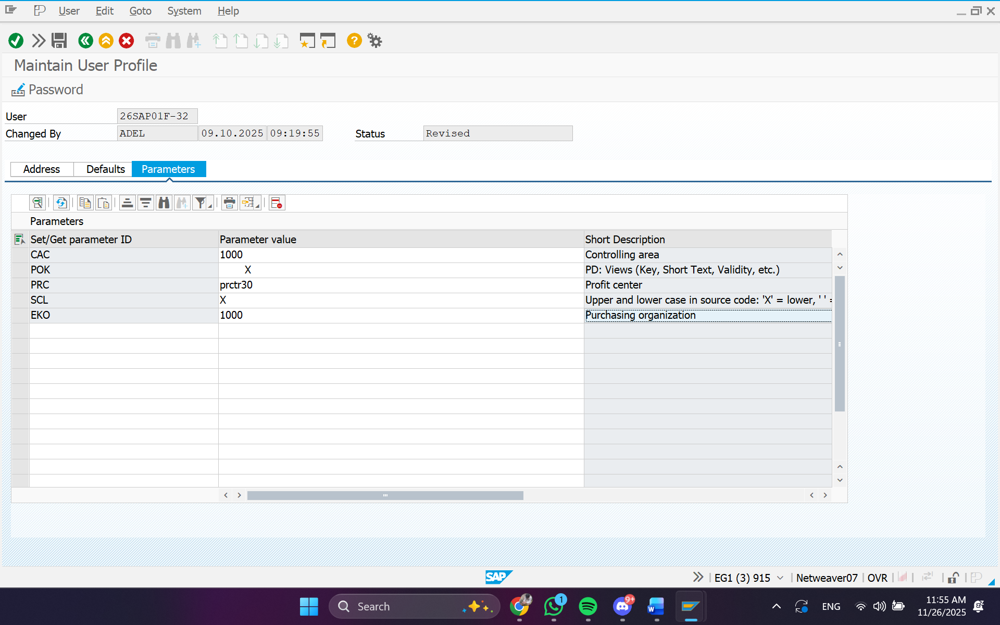 User Edit Goto System Help
Maintain User Profile
Password
User 26SAP01F-32
Changed By ADEL 09.10.2025 09:19:55 Status Revised
Address Defaults Parameters
Parameters
Set/Get parameter ID Parameter value Short Description
CAC 1000 Controlling area
POK X PD: Views (Key, Short Text, Validity, etc.)
PRC prctr30 Profit center
SCL X Upper and lower case in source code: 'X' = lower, ' ' =
EKO 1000 Purchasing organization
SAP EG1 (3) 915 Netweaver07 OVR
Search 1 9+ W ENG 11:55 AM
11/26/2025